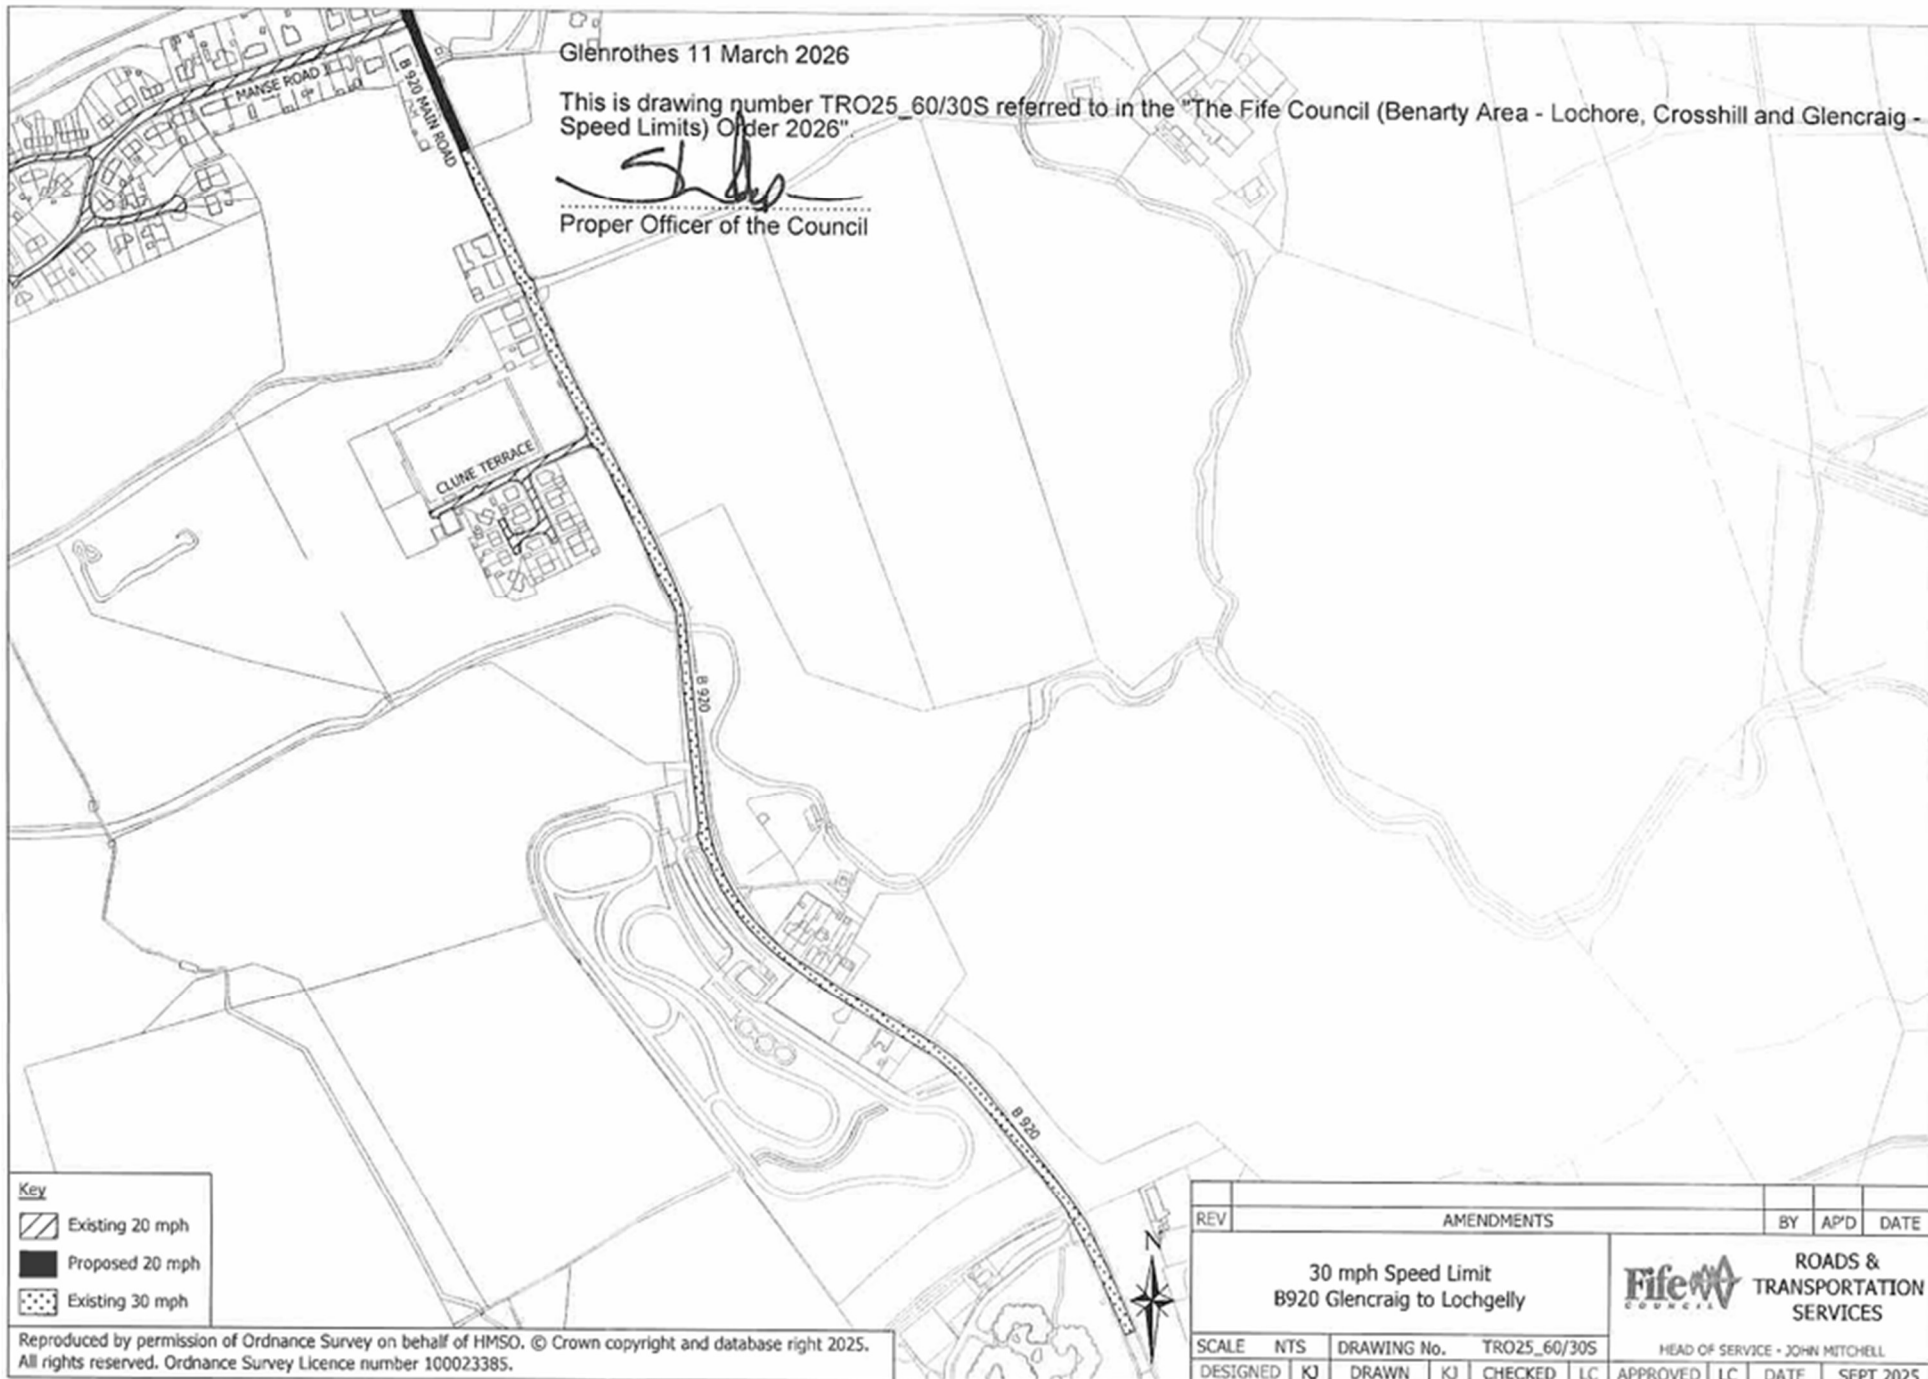 Glenrothes 11 March 2026
This is drawing number TRO25_60/30S referred to in the "The Fife Council (Benarty Area - Lochore, Crosshill and Glencraig -
Speed Limits) Order 2026".
Proper Officer of the Council
MANSE ROAD
B 920 MAIN ROAD
CLUNE TERRACE
B 920
B 920
N
Key
Existing 20 mph
Proposed 20 mph
Existing 30 mph
Reproduced by permission of Ordnance Survey on behalf of HMSO. © Crown copyright and database right 2025.
All rights reserved. Ordnance Survey Licence number 100023385.
REV AMENDMENTS BY AP'D DATE
30 mph Speed Limit
B920 Glencraig to Lochgelly
Fife
COUNCIL
ROADS &
TRANSPORTATION
SERVICES
HEAD OF SERVICE - JOHN MITCHELL
SCALE NTS DRAWING No. TRO25_60/30S
DESIGNED KJ DRAWN KJ CHECKED LC APPROVED LC DATE SEPT 2025